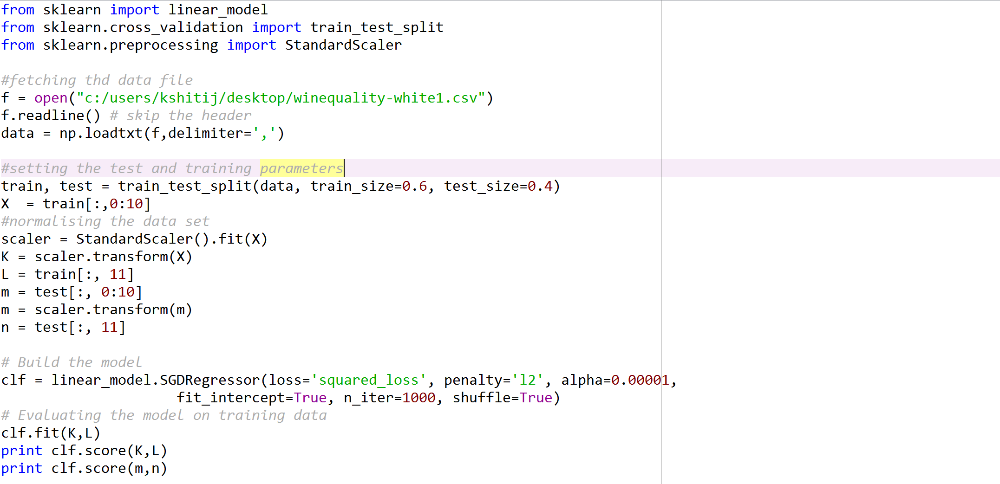 from sklearn import linear_model
from sklearn.cross_validation import train_test_split
from sklearn.preprocessing import StandardScaler
#fetching thd data file
f = open("c:/users/kshitij/desktop/winequality-white1.csv")
f.readline() # skip the header
data = np.loadtxt(f,delimiter=',')
#setting the test and training parameters
train, test = train_test_split(data, train_size=0.6, test_size=0.4)
X  = train[:,0:10]
#normalising the data set
scaler = StandardScaler().fit(X)
K = scaler.transform(X)
L = train[:, 11]
m = test[:, 0:10]
m = scaler.transform(m)
n = test[:, 11]
# Build the model
clf = linear_model.SGDRegressor(loss='squared_loss', penalty='l2', alpha=0.00001,
                     fit_intercept=True, n_iter=1000, shuffle=True)
# Evaluating the model on training data
clf.fit(K,L)
print clf.score(K,L)
print clf.score(m,n)